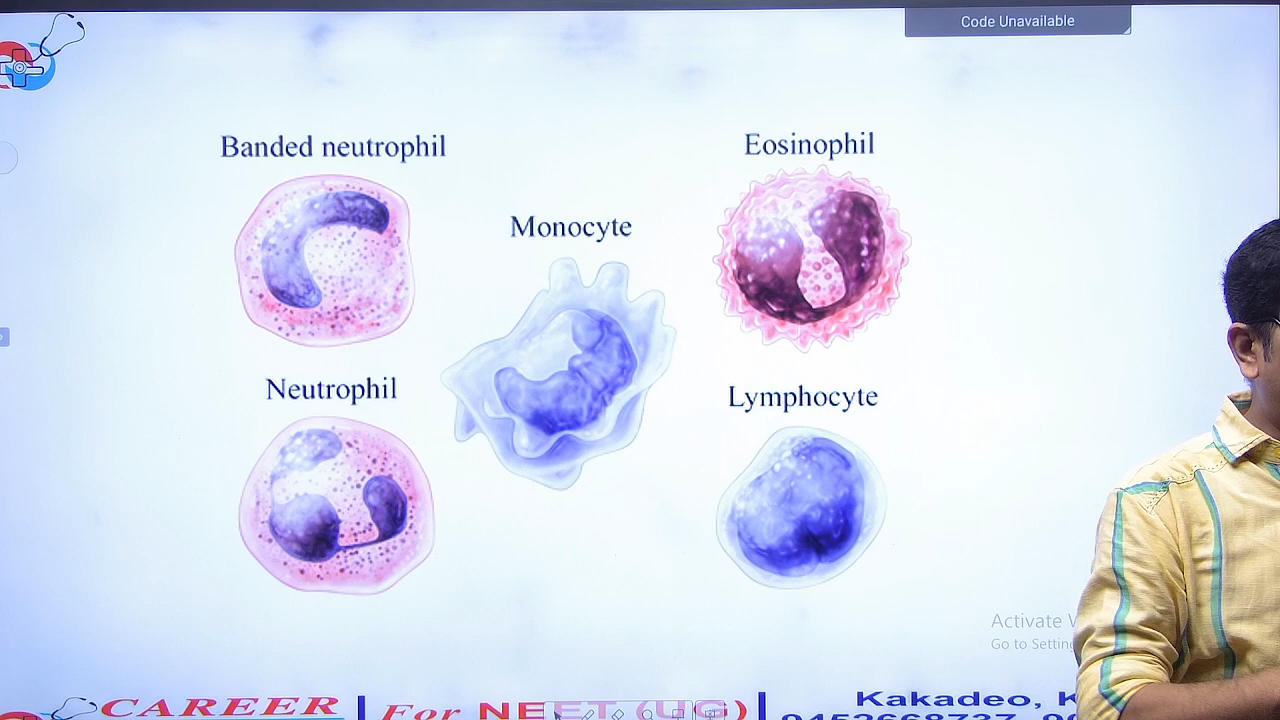 Code Unavailable
Banded neutrophil
Eosinophil
Monocyte
Neutrophil
Lymphocyte
Activate
Go to Setting
CAREER For NEET (UG) Kakadeo, K